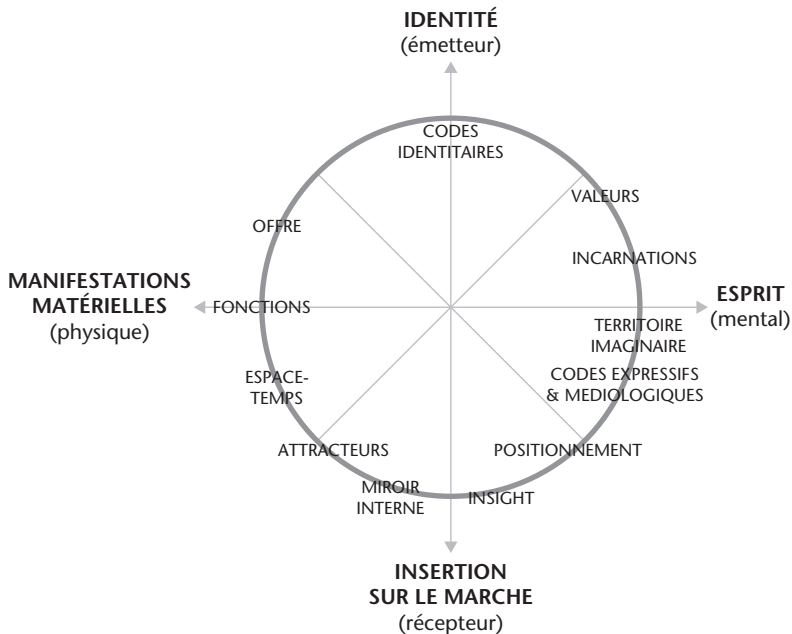 IDENTITÉ
(émetteur)
CODES
IDENTITAIRES
VALEURS
OFFRE
INCARNATIONS
MANIFESTATIONS
MATÉRIELLES
(physique)
FONCTIONS
ESPRIT
(mental)
TERRITOIRE
IMAGINAIRE
ESPACE-
TEMPS
CODES EXPRESSIFS
& MEDIOLOGIQUES
ATTRACTEURS
POSITIONNEMENT
MIROIR
INTERNE
INSIGHT
INSERTION
SUR LE MARCHE
(récepteur)